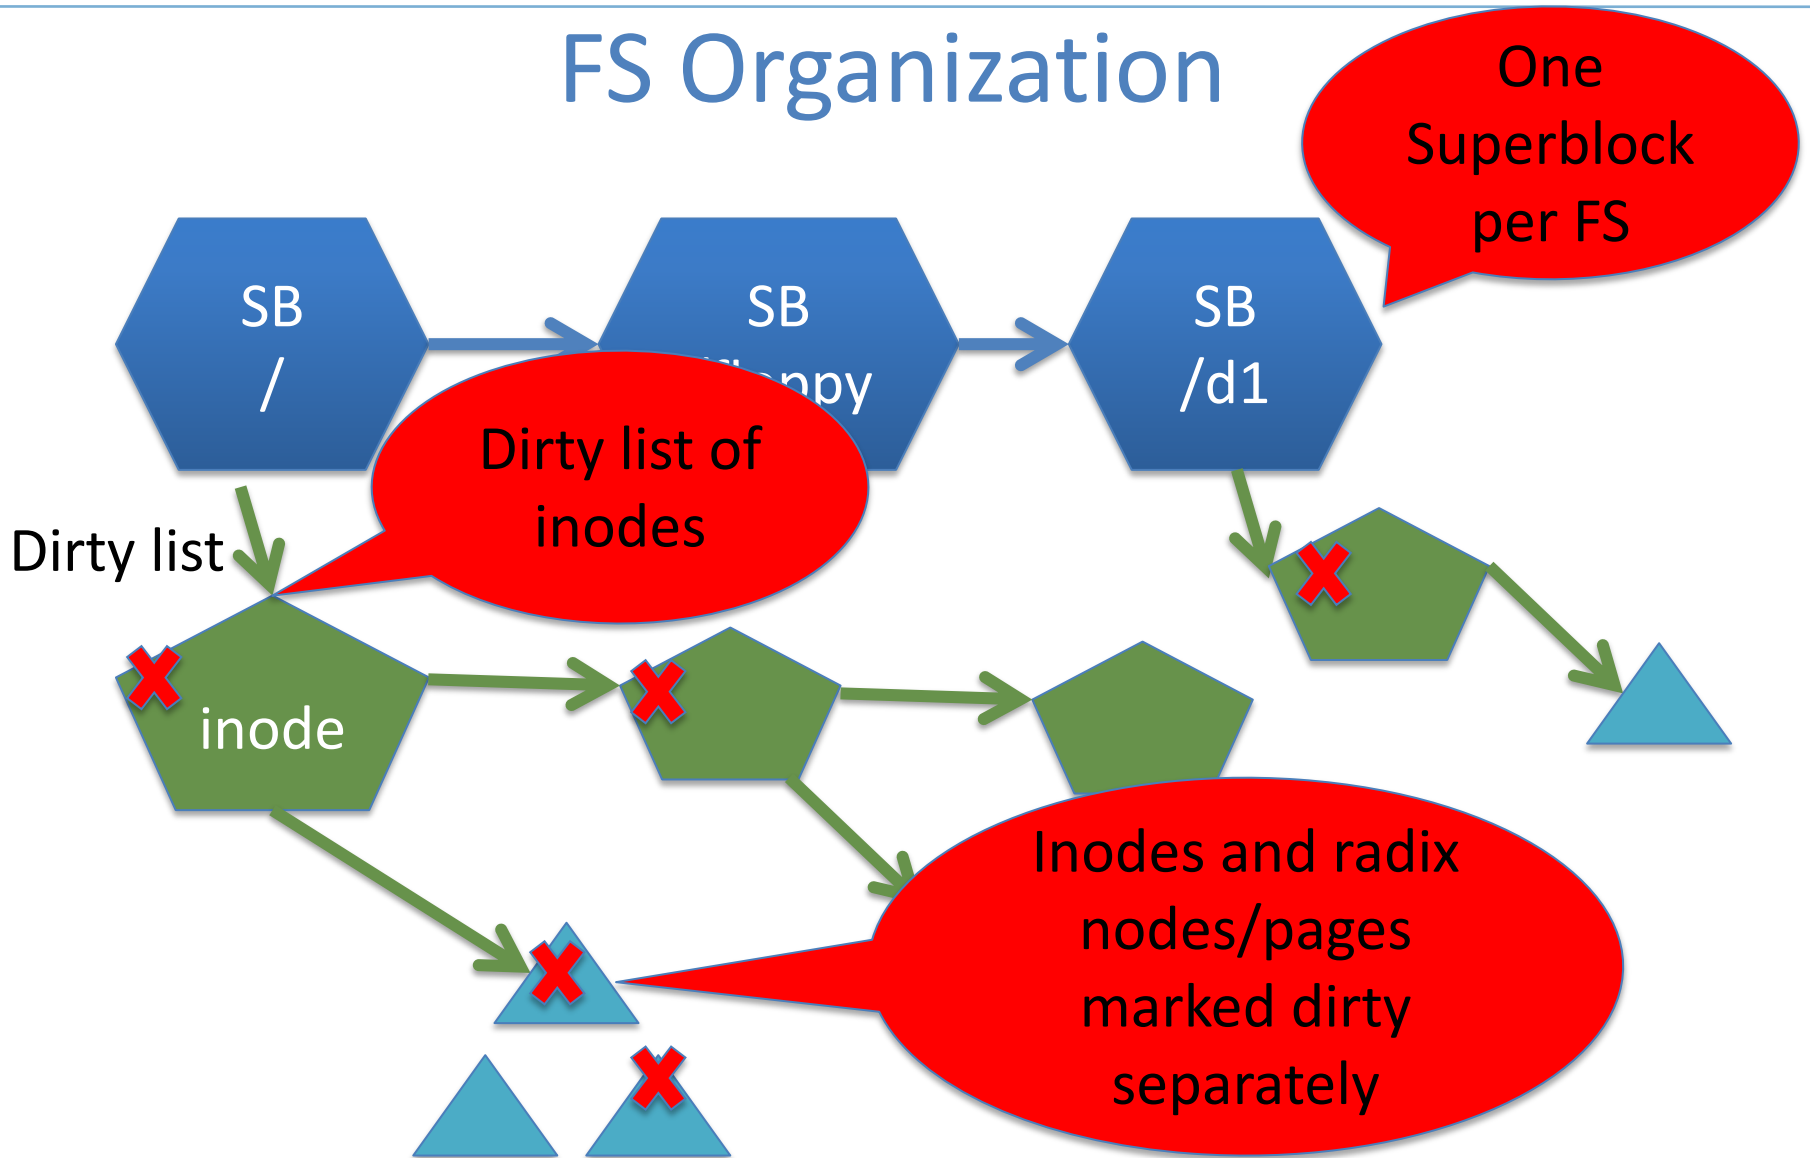 FS Organization
One
Superblock
per FS
SB
/
SB
SB
/d1
Dirty list of
inodes
Dirty list
inode
Inodes and radix
nodes/pages
marked dirty
separately